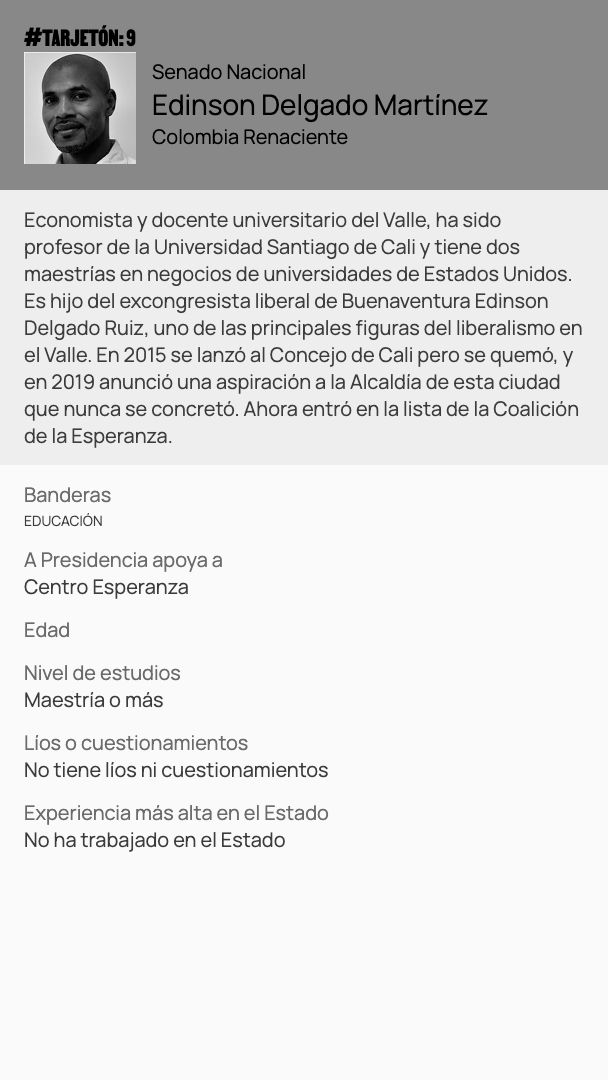 #TARJETÓN: 9
Senado Nacional
Edinson Delgado Martínez
Colombia Renaciente
Economista y docente universitario del Valle, ha sido
profesor de la Universidad Santiago de Cali y tiene dos
maestrías en negocios de universidades de Estados Unidos.
Es hijo del excongresista liberal de Buenaventura Edinson
Delgado Ruiz, uno de las principales figuras del liberalismo en
el Valle. En 2015 se lanzó al Concejo de Cali pero se quemó, y
en 2019 anunció una aspiración a la Alcaldía de esta ciudad
que nunca se concretó. Ahora entró en la lista de la Coalición
de la Esperanza.
Banderas
EDUCACIÓN
A Presidencia apoya a
Centro Esperanza
Edad
Nivel de estudios
Maestría o más
Líos o cuestionamientos
No tiene líos ni cuestionamientos
Experiencia más alta en el Estado
No ha trabajado en el Estado